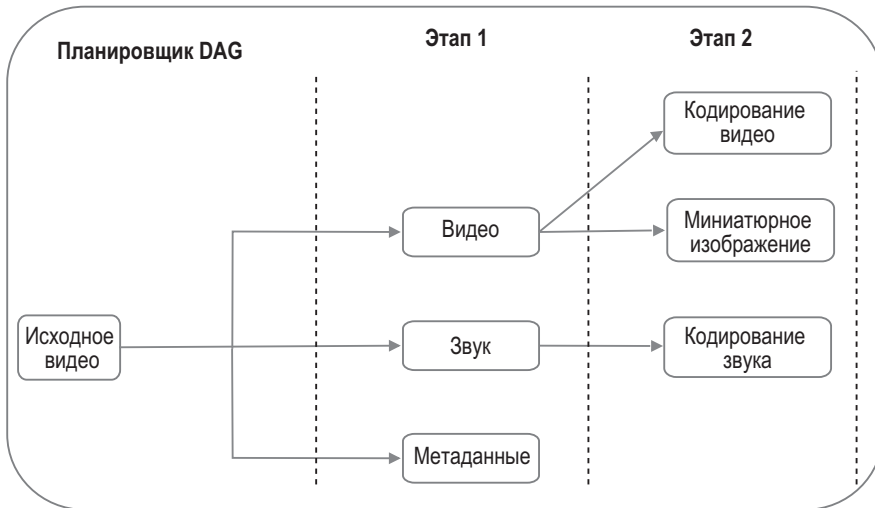 Планировщик DAG
Этап 1
Этап 2
Кодирование
видео
Видео
Миниатюрное
изображение
Исходное
видео
Звук
Кодирование
звука
Метаданные